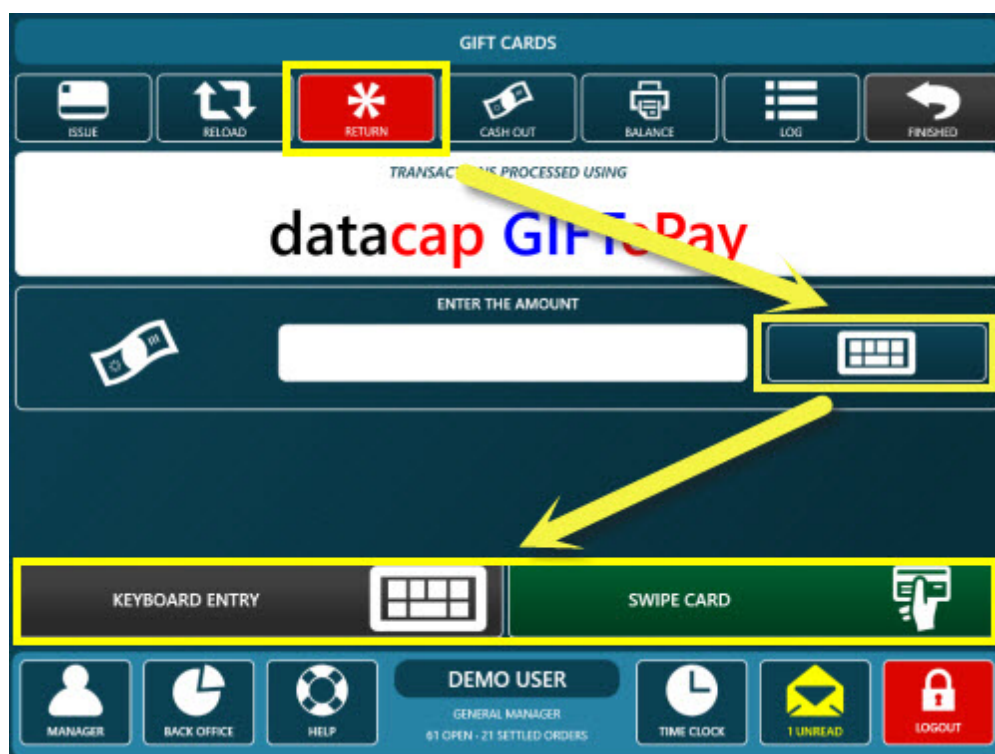 GIFT CARDS
ISSUE
RELOAD
RETURN
CASH OUT
BALANCE
LOG
FINISHED
TRANSACTIONS PROCESSED USING
datacap GIFTePay
ENTER THE AMOUNT
KEYBOARD ENTRY
SWIPE CARD
MANAGER
BACK OFFICE
HELP
DEMO USER
GENERAL MANAGER
61 OPEN - 21 SETTLED ORDERS
TIME CLOCK
1 UNREAD
LOGOUT